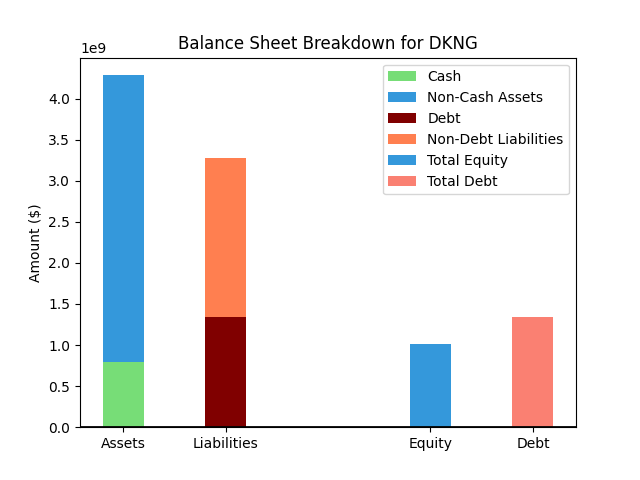 Balance Sheet Breakdown for DKNG
1e9
Cash
Non-Cash Assets
Debt
Non-Debt Liabilities
Total Equity
Total Debt
4.0
3.5
3.0
2.5
2.0
1.5
1.0
0.5
0.0
Amount ($)
Assets Liabilities Equity Debt